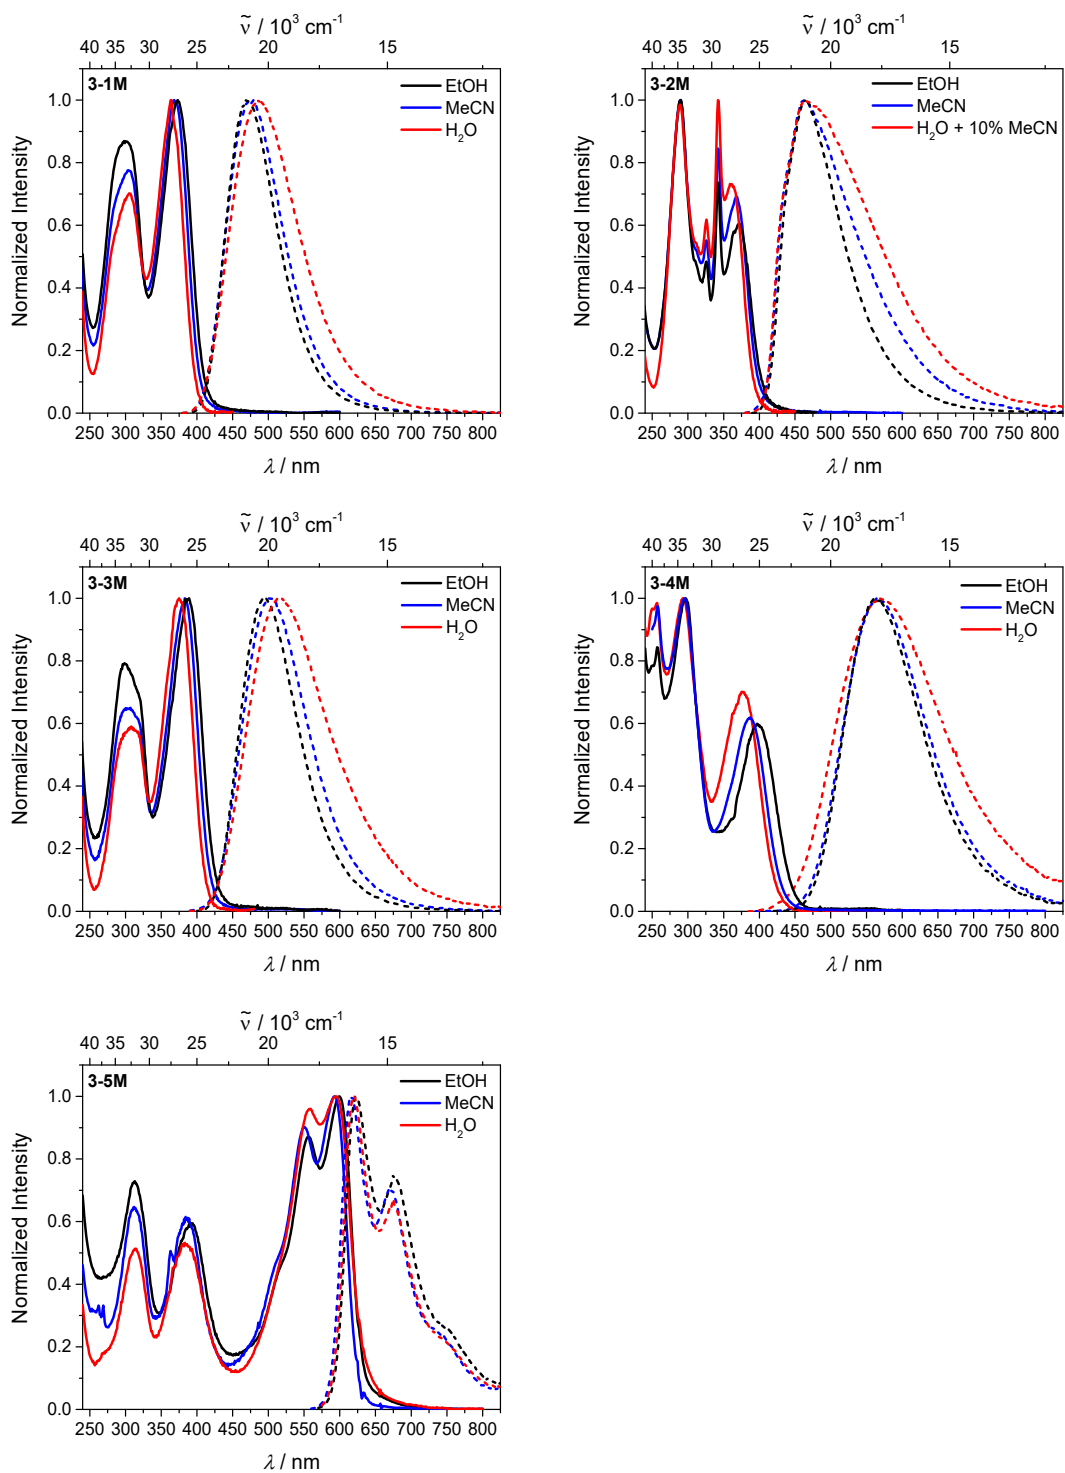 ṽ / 10³ cm⁻¹
40 35 30 25 20 15
3-1M
EtOH
MeCN
H₂O
1.0
0.8
0.6
0.4
0.2
0.0
Normalized Intensity
250 300 350 400 450 500 550 600 650 700 750 800
λ / nm
ṽ / 10³ cm⁻¹
40 35 30 25 20 15
3-2M
EtOH
MeCN
H₂O + 10% MeCN
1.0
0.8
0.6
0.4
0.2
0.0
Normalized Intensity
250 300 350 400 450 500 550 600 650 700 750 800
λ / nm
ṽ / 10³ cm⁻¹
40 35 30 25 20 15
3-3M
EtOH
MeCN
H₂O
1.0
0.8
0.6
0.4
0.2
0.0
Normalized Intensity
250 300 350 400 450 500 550 600 650 700 750 800
λ / nm
ṽ / 10³ cm⁻¹
40 35 30 25 20 15
3-4M
EtOH
MeCN
H₂O
1.0
0.8
0.6
0.4
0.2
0.0
Normalized Intensity
250 300 350 400 450 500 550 600 650 700 750 800
λ / nm
ṽ / 10³ cm⁻¹
40 35 30 25 20 15
3-5M
EtOH
MeCN
H₂O
1.0
0.8
0.6
0.4
0.2
0.0
Normalized Intensity
250 300 350 400 450 500 550 600 650 700 750 800
λ / nm